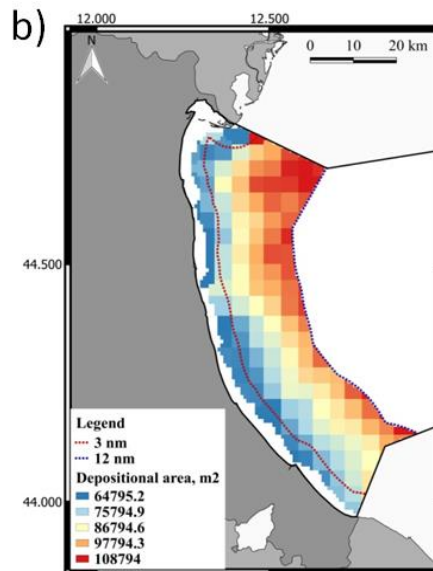 b)
12.000
12.500
N
0 10 20 km
44.500
44.000
Legend
3 nm
12 nm
Depositional area, m2
64795.2
75794.9
86794.6
97794.3
108794